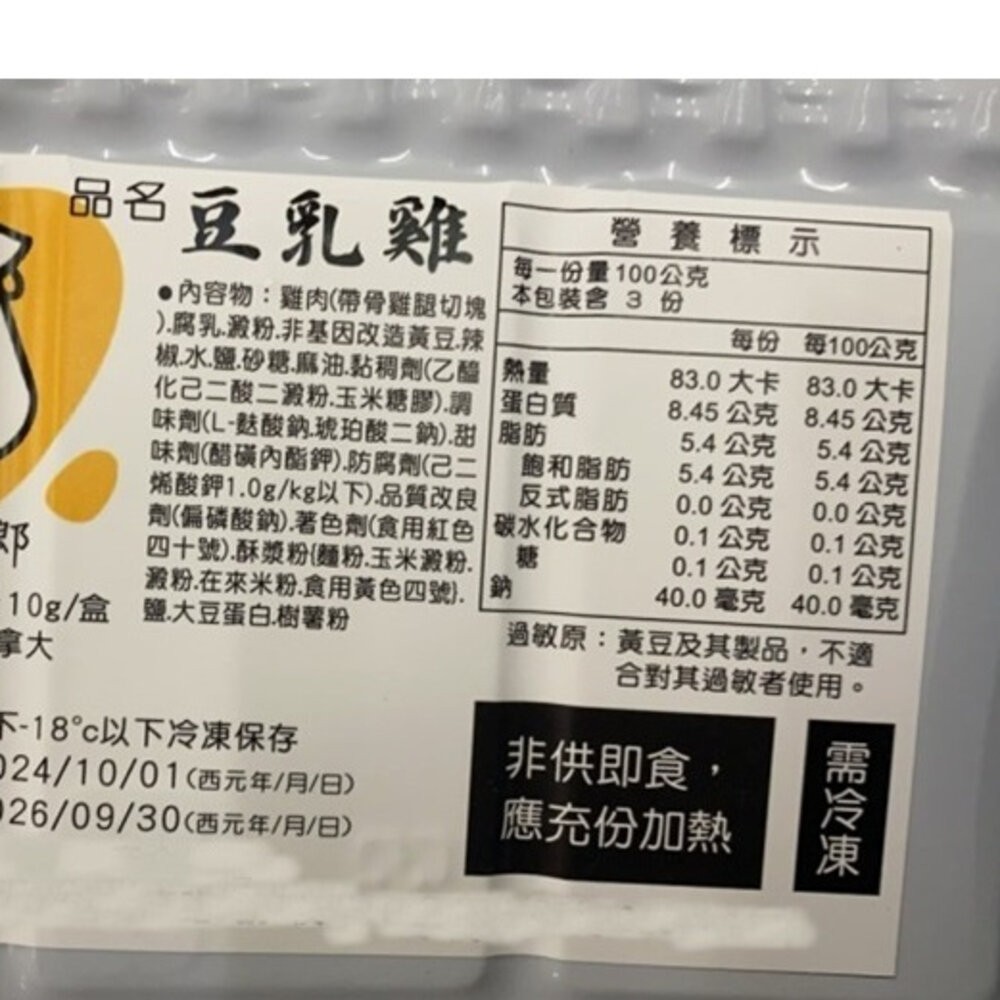 品名 豆乳雞
●內容物：雞肉(帶骨雞腿切塊
).腐乳.澱粉.非基因改造黃豆.辣
椒.水.鹽.砂糖.麻油.黏稠劑(乙醯
化己二酸二澱粉.玉米糖膠).調
味劑(L-麩酸鈉.琥珀酸二鈉).甜
味劑(醋磺內酯鉀).防腐劑(己二
烯酸鉀1.0g/kg以下).品質改良
劑(偏磷酸鈉).著色劑(食用紅色
四十號).酥漿粉(麵粉.玉米澱粉.
澱粉.在來米粉.食用黃色四號}.
鹽.大豆蛋白.樹薯粉
郎
10g/盒
拿大
下-18°c以下冷凍保存
024/10/01(西元年/月/日)
026/09/30(西元年/月/日)
營養標示
每一份量100公克
本包裝含 3 份
每份 每100公克
熱量 83.0 大卡 83.0 大卡
蛋白質 8.45 公克 8.45 公克
脂肪 5.4 公克 5.4 公克
飽和脂肪 5.4 公克 5.4 公克
反式脂肪 0.0 公克 0.0 公克
碳水化合物 0.1 公克 0.1 公克
糖 0.1 公克 0.1 公克
鈉 40.0 毫克 40.0 毫克
過敏原：黃豆及其製品，不適
合對其過敏者使用。
非供即食，
應充份加熱
需冷凍